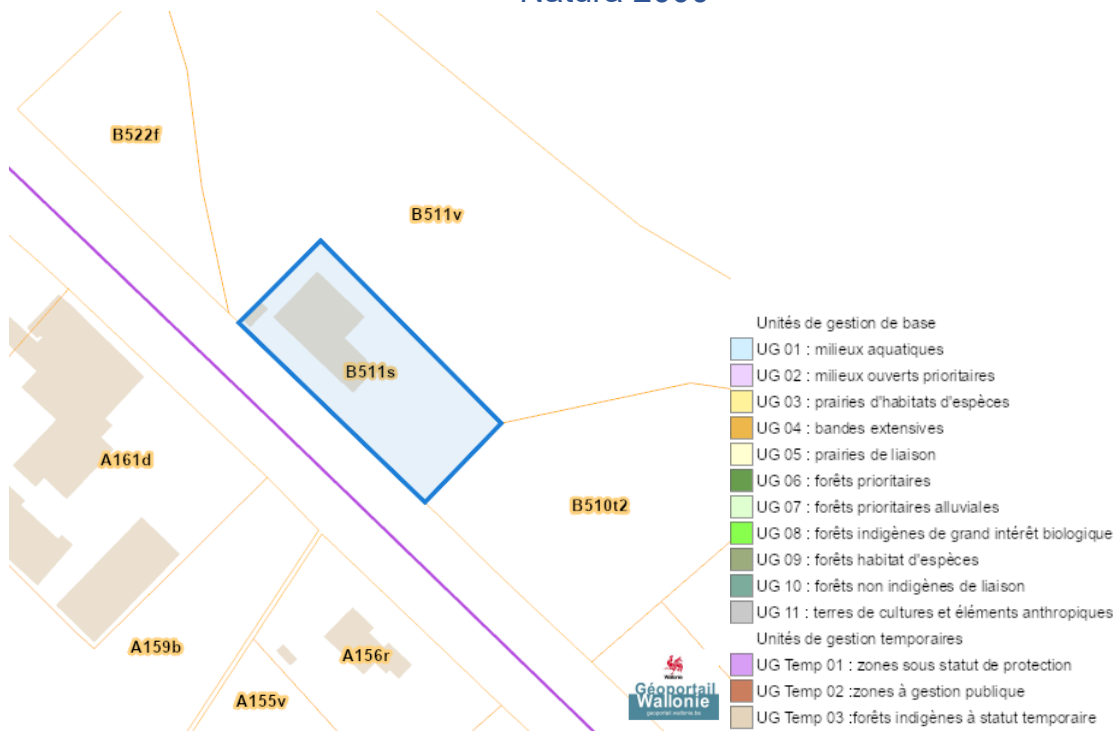 Natura 2000
B522f
B511v
B511s
A161d
B510t2
A159b
A156r
A155v
Wallonie
Géoportail
Wallonie
geoportail.wallonie.be
Unités de gestion de base
UG 01 : milieux aquatiques
UG 02 : milieux ouverts prioritaires
UG 03 : prairies d'habitats d'espèces
UG 04 : bandes extensives
UG 05 : prairies de liaison
UG 06 : forêts prioritaires
UG 07 : forêts prioritaires alluviales
UG 08 : forêts indigènes de grand intérêt biologique
UG 09 : forêts habitat d'espèces
UG 10 : forêts non indigènes de liaison
UG 11 : terres de cultures et éléments anthropiques
Unités de gestion temporaires
UG Temp 01 : zones sous statut de protection
UG Temp 02 :zones à gestion publique
UG Temp 03 :forêts indigènes à statut temporaire